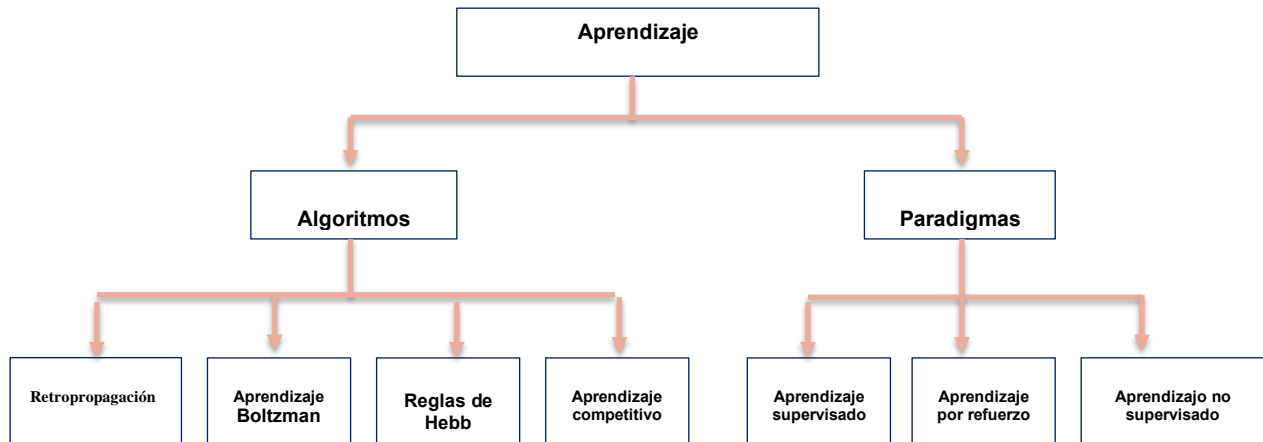 Aprendizaje
Algoritmos
Paradigmas
Retropropagación
Aprendizaje
Boltzman
Reglas de
Hebb
Aprendizaje
competitivo
Aprendizaje
supervisado
Aprendizaje
por refuerzo
Aprendizajo no
supervisado